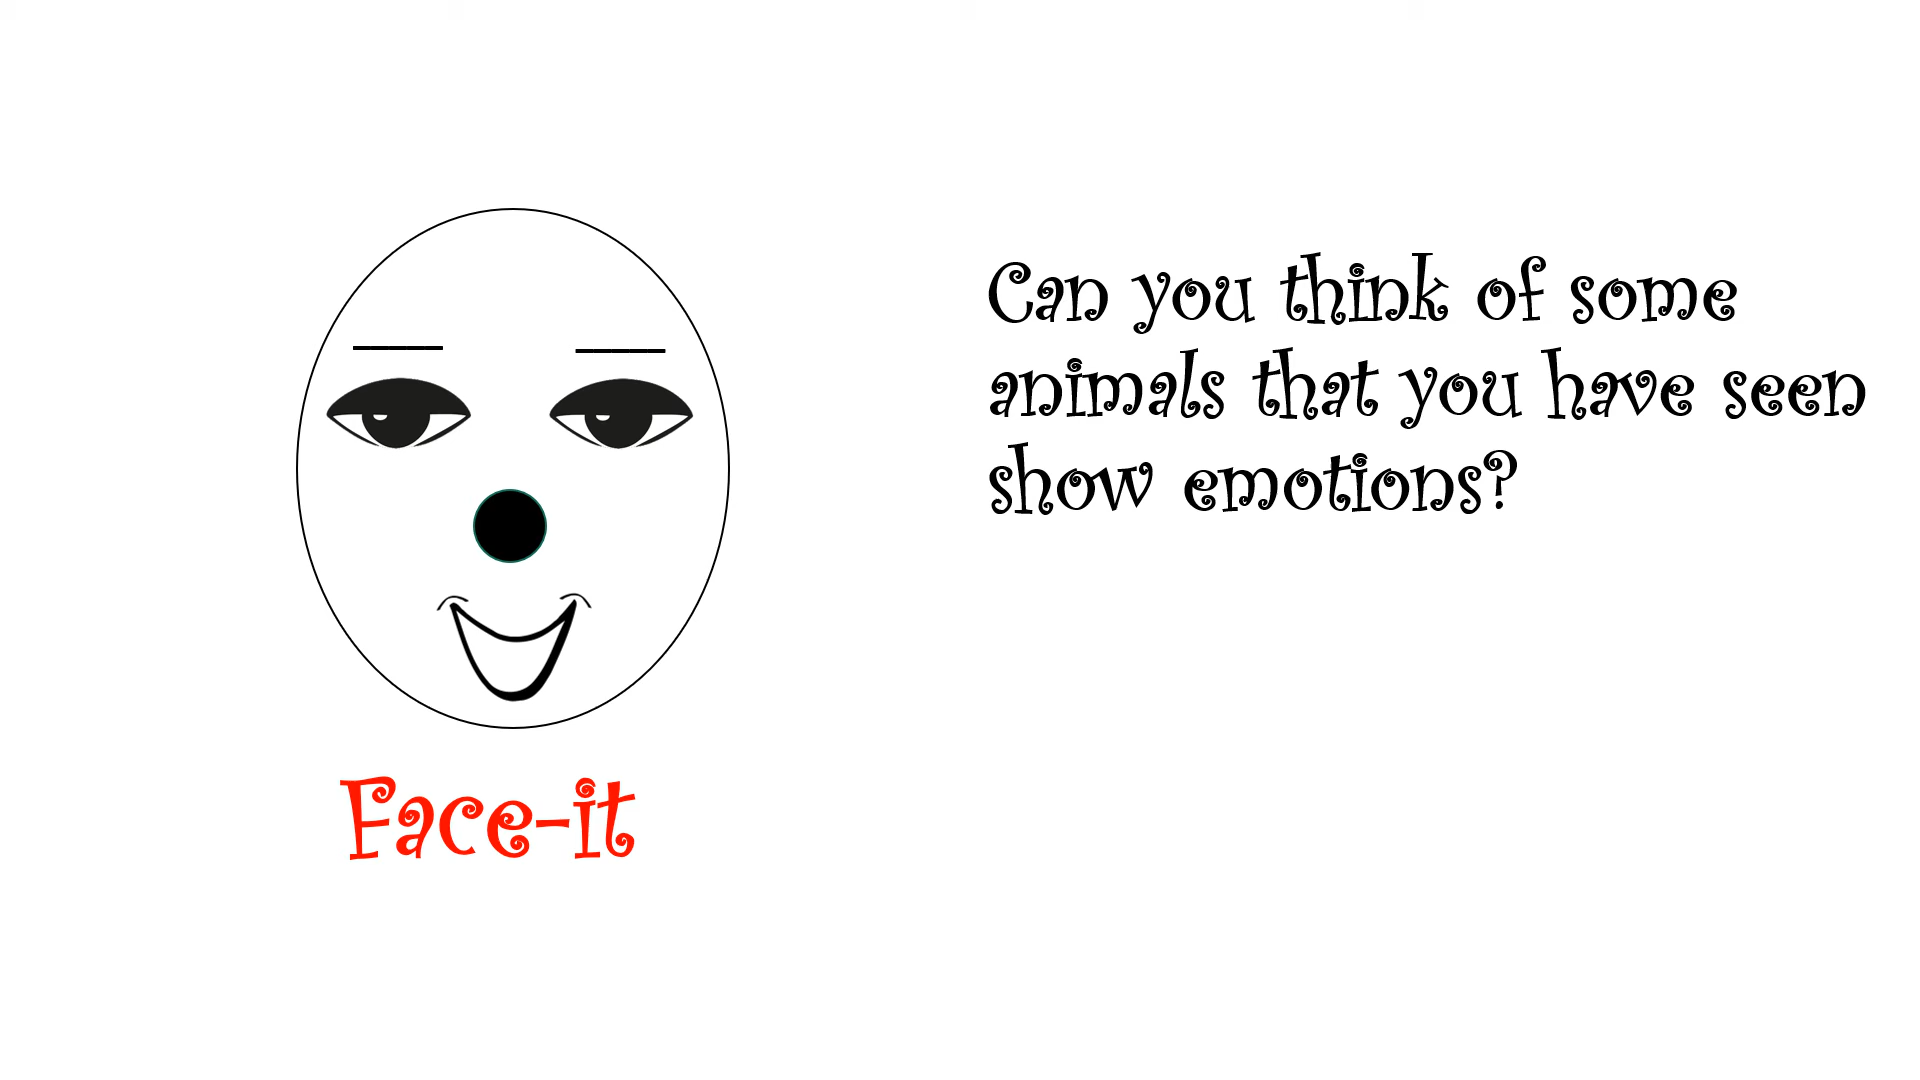 Can you think of some
animals that you have seen
show emotions?
Face-it